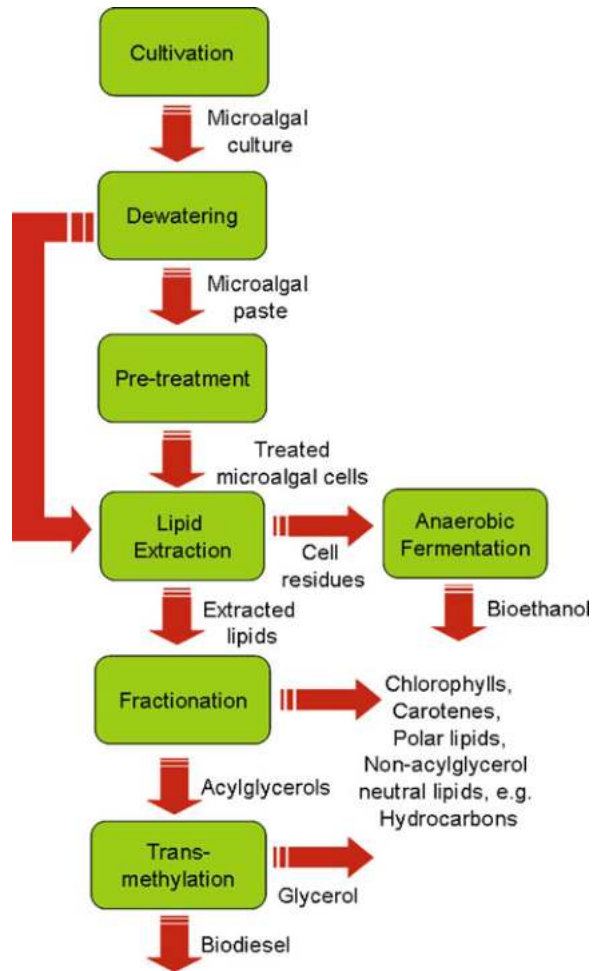 Cultivation
Microalgal
culture
Dewatering
Microalgal
paste
Pre-treatment
Treated
microalgal cells
Lipid
Extraction
Cell
residues
Anaerobic
Fermentation
Extracted
lipids
Bioethanol
Fractionation
Chlorophylls,
Carotenes,
Polar lipids,
Non-acylglycerol
neutral lipids, e.g.
Hydrocarbons
Acylglycerols
Trans-
methylation
Glycerol
Biodiesel